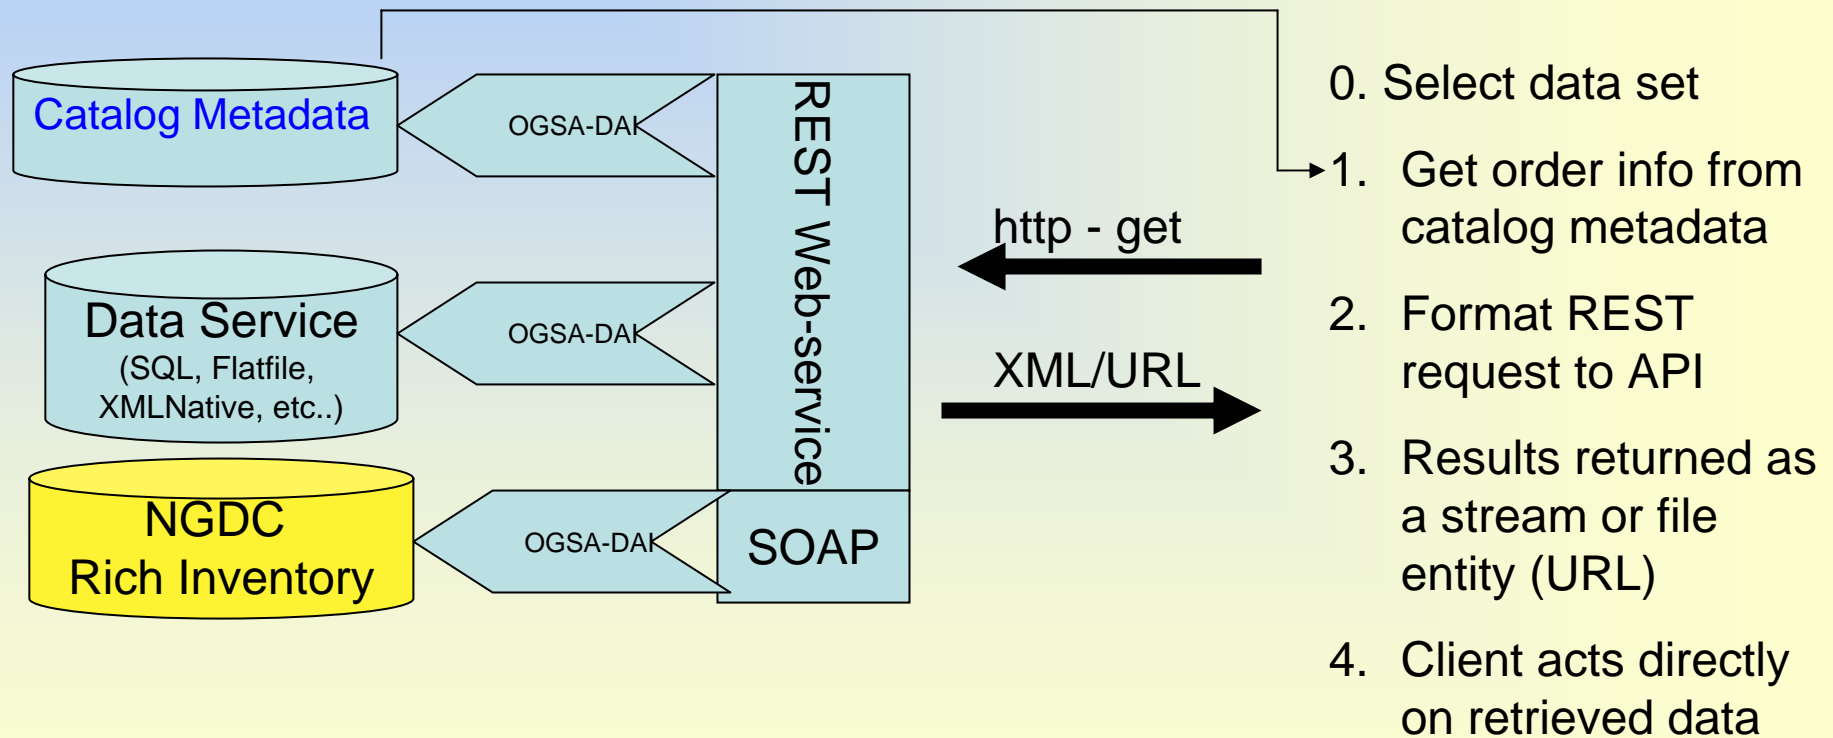 Catalog Metadata
OGSA-DAI
Data Service
(SQL, Flatfile,
XMLNative, etc..)
OGSA-DAI
NGDC
Rich Inventory
OGSA-DAI
REST Web-service
SOAP
http - get
XML/URL
0. Select data set
1. Get order info from
catalog metadata
2. Format REST
request to API
3. Results returned as
a stream or file
entity (URL)
4. Client acts directly
on retrieved data